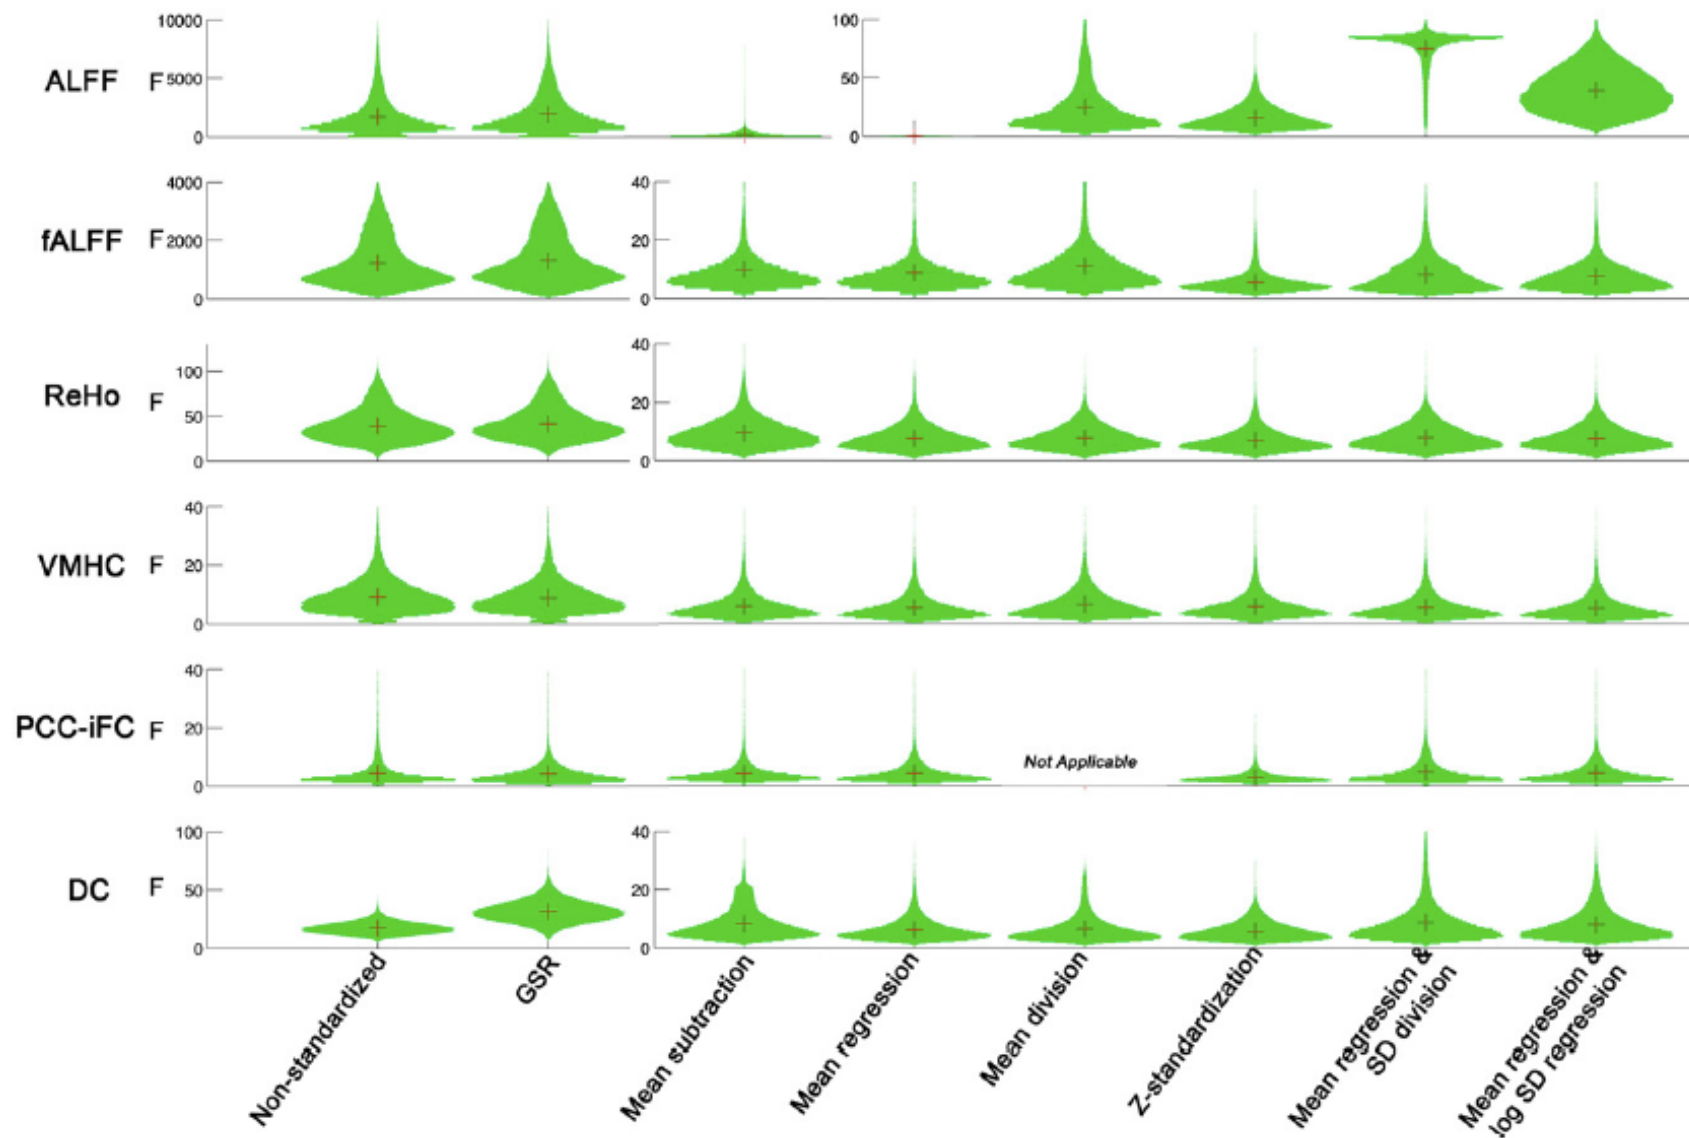 10000
5000
0
100
50
0
ALFF F
4000
2000
0
40
20
0
fALFF F
100
50
0
40
20
0
ReHo F
40
20
0
VMHC F
40
20
0
PCC-iFC F
Not Applicable
100
50
0
40
20
0
DC F
Non-standardized
GSR
Mean subtraction
Mean regression
Mean division
Z-standardization
Mean regression &
SD division
Mean regression &
log SD regression